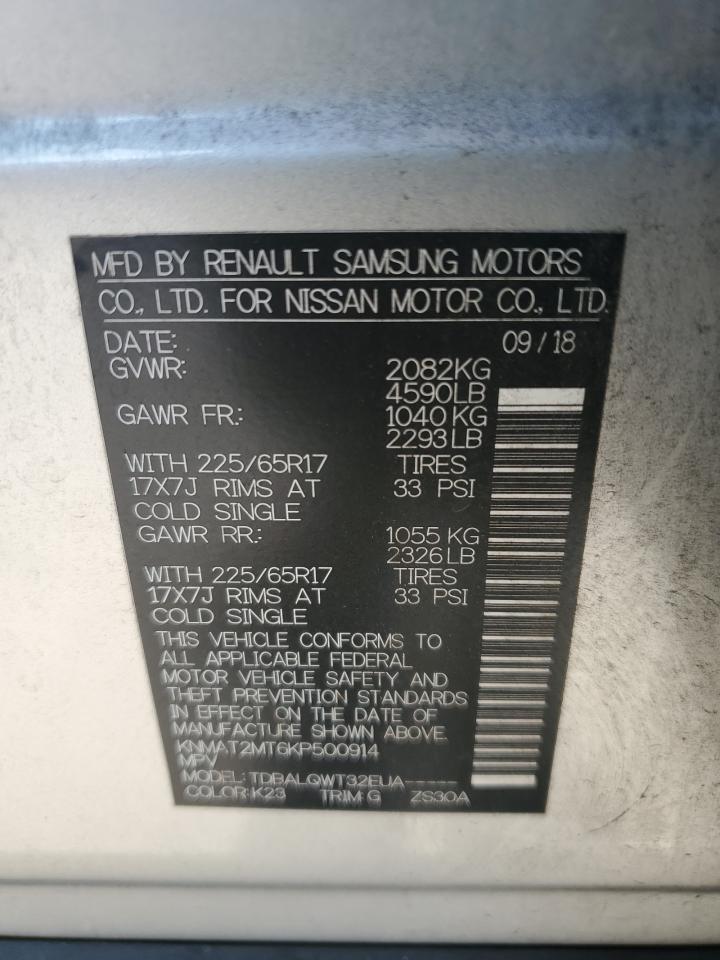 MFD BY RENAULT SAMSUNG MOTORS
CO., LTD. FOR NISSAN MOTOR CO., LTD.
DATE: 09/18
GVWR: 2082KG
4590LB
GAWR FR.: 1040KG
2293LB
WITH 225/65R17 TIRES
17X7J RIMS AT 33 PSI
COLD SINGLE
GAWR RR.: 1055 KG
2326LB
WITH 225/65R17 TIRES
17X7J RIMS AT 33 PSI
COLD SINGLE
THIS VEHICLE CONFORMS TO
ALL APPLICABLE FEDERAL
MOTOR VEHICLE SAFETY AND
THEFT PREVENTION STANDARDS
IN EFFECT ON THE DATE OF
MANUFACTURE SHOWN ABOVE.
KNMAT2MT6KP500914
MPV
MODEL: TDBALQWT32EUA-----
COLOR: K23 TRIM: G ZS30A